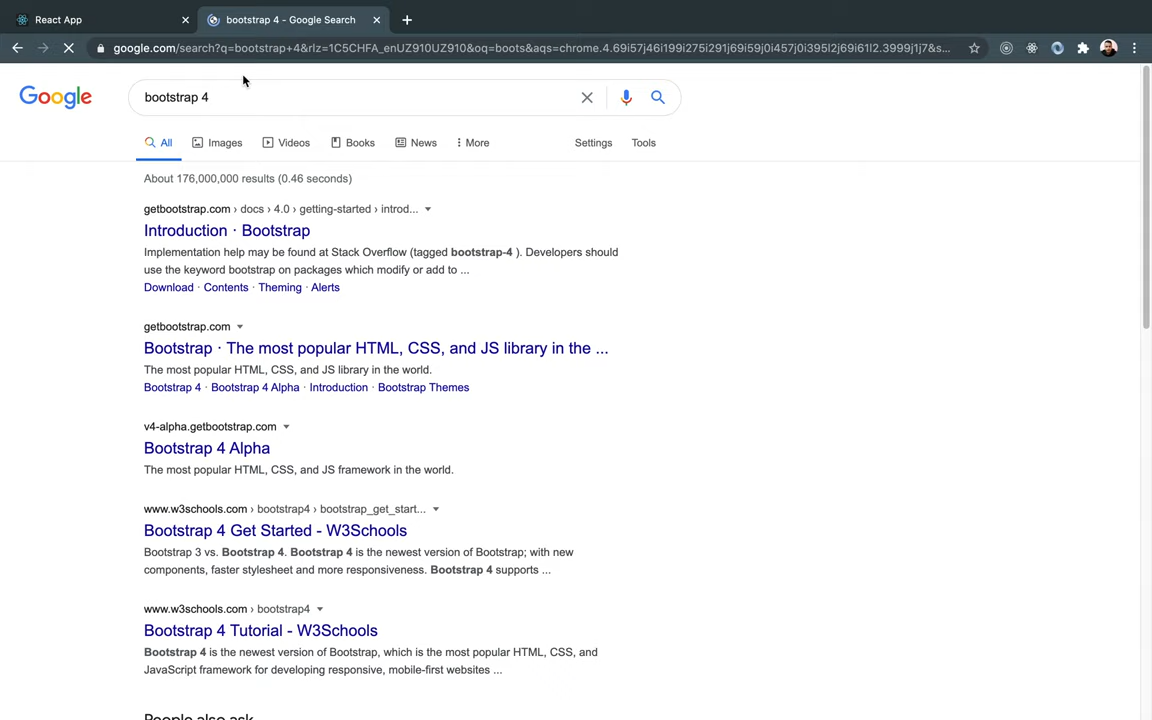 React App
bootstrap 4 - Google Search
google.com/search?q=bootstrap+4&rlz=1C5CHFA_enUZ910UZ910&oq=boots&aqs=chrome.4.69i57j46i199i275i291j69i59j0i457j0i395l2j69i61l2.3999j1j7&s...
Google
bootstrap 4
All Images Videos Books News More Settings Tools
About 176,000,000 results (0.46 seconds)
getbootstrap.com › docs › 4.0 › getting-started › introd...
Introduction · Bootstrap
Implementation help may be found at Stack Overflow (tagged bootstrap-4 ). Developers should
use the keyword bootstrap on packages which modify or add to ...
Download · Contents · Theming · Alerts
getbootstrap.com
Bootstrap · The most popular HTML, CSS, and JS library in the ...
The most popular HTML, CSS, and JS library in the world.
Bootstrap 4 · Bootstrap 4 Alpha · Introduction · Bootstrap Themes
v4-alpha.getbootstrap.com
Bootstrap 4 Alpha
The most popular HTML, CSS, and JS framework in the world.
www.w3schools.com › bootstrap4 › bootstrap_get_start...
Bootstrap 4 Get Started - W3Schools
Bootstrap 3 vs. Bootstrap 4. Bootstrap 4 is the newest version of Bootstrap; with new
components, faster stylesheet and more responsiveness. Bootstrap 4 supports ...
www.w3schools.com › bootstrap4
Bootstrap 4 Tutorial - W3Schools
Bootstrap 4 is the newest version of Bootstrap, which is the most popular HTML, CSS, and
JavaScript framework for developing responsive, mobile-first websites ...
People also ask